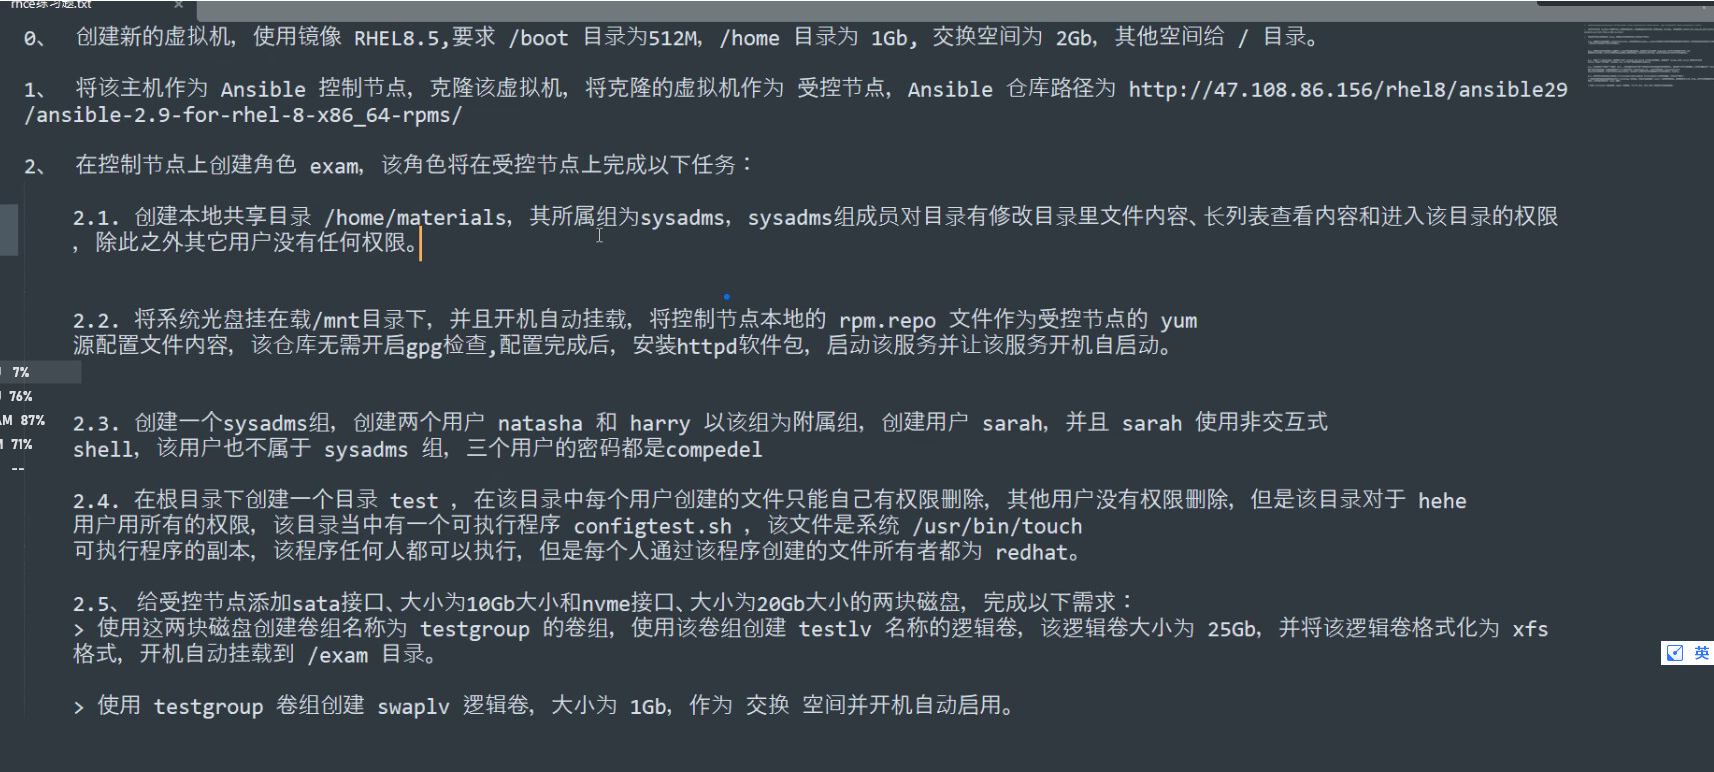 rhce练习题.txt
0、 创建新的虚拟机，使用镜像 RHEL8.5,要求 /boot 目录为512M，/home 目录为 1Gb，交换空间为 2Gb，其他空间给 / 目录。
1、 将该主机作为 Ansible 控制节点，克隆该虚拟机，将克隆的虚拟机作为 受控节点，Ansible 仓库路径为 http://47.108.86.156/rhel8/ansible29
/ansible-2.9-for-rhel-8-x86_64-rpms/
2、 在控制节点上创建角色 exam，该角色将在受控节点上完成以下任务：
2.1. 创建本地共享目录 /home/materials，其所属组为sysadms，sysadms组成员对目录有修改目录里文件内容、长列表查看内容和进入该目录的权限
，除此之外其它用户没有任何权限。
2.2. 将系统光盘挂在载/mnt目录下，并且开机自动挂载，将控制节点本地的 rpm.repo 文件作为受控节点的 yum
源配置文件内容，该仓库无需开启gpg检查,配置完成后，安装httpd软件包，启动该服务并让该服务开机自启动。
7%
76%
AM 87%
71%
--
2.3. 创建一个sysadms组，创建两个用户 natasha 和 harry 以该组为附属组，创建用户 sarah，并且 sarah 使用非交互式
shell，该用户也不属于 sysadms 组，三个用户的密码都是compedel
2.4. 在根目录下创建一个目录 test ，在该目录中每个用户创建的文件只能自己有权限删除，其他用户没有权限删除，但是该目录对于 hehe
用户用所有的权限，该目录当中有一个可执行程序 configtest.sh ，该文件是系统 /usr/bin/touch
可执行程序的副本，该程序任何人都可以执行，但是每个人通过该程序创建的文件所有者都为 redhat。
2.5、 给受控节点添加sata接口、大小为10Gb大小和nvme接口、大小为20Gb大小的两块磁盘，完成以下需求：
> 使用这两块磁盘创建卷组名称为 testgroup 的卷组，使用该卷组创建 testlv 名称的逻辑卷，该逻辑卷大小为 25Gb，并将该逻辑卷格式化为 xfs
格式，开机自动挂载到 /exam 目录。
英
> 使用 testgroup 卷组创建 swaplv 逻辑卷，大小为 1Gb，作为 交换 空间并开机自动启用。